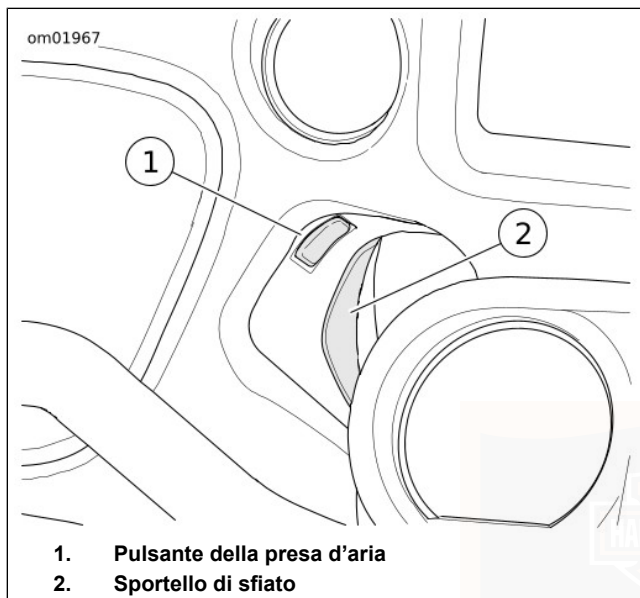 om01967
1
2
1. Pulsante della presa d'aria
2. Sportello di sfiato